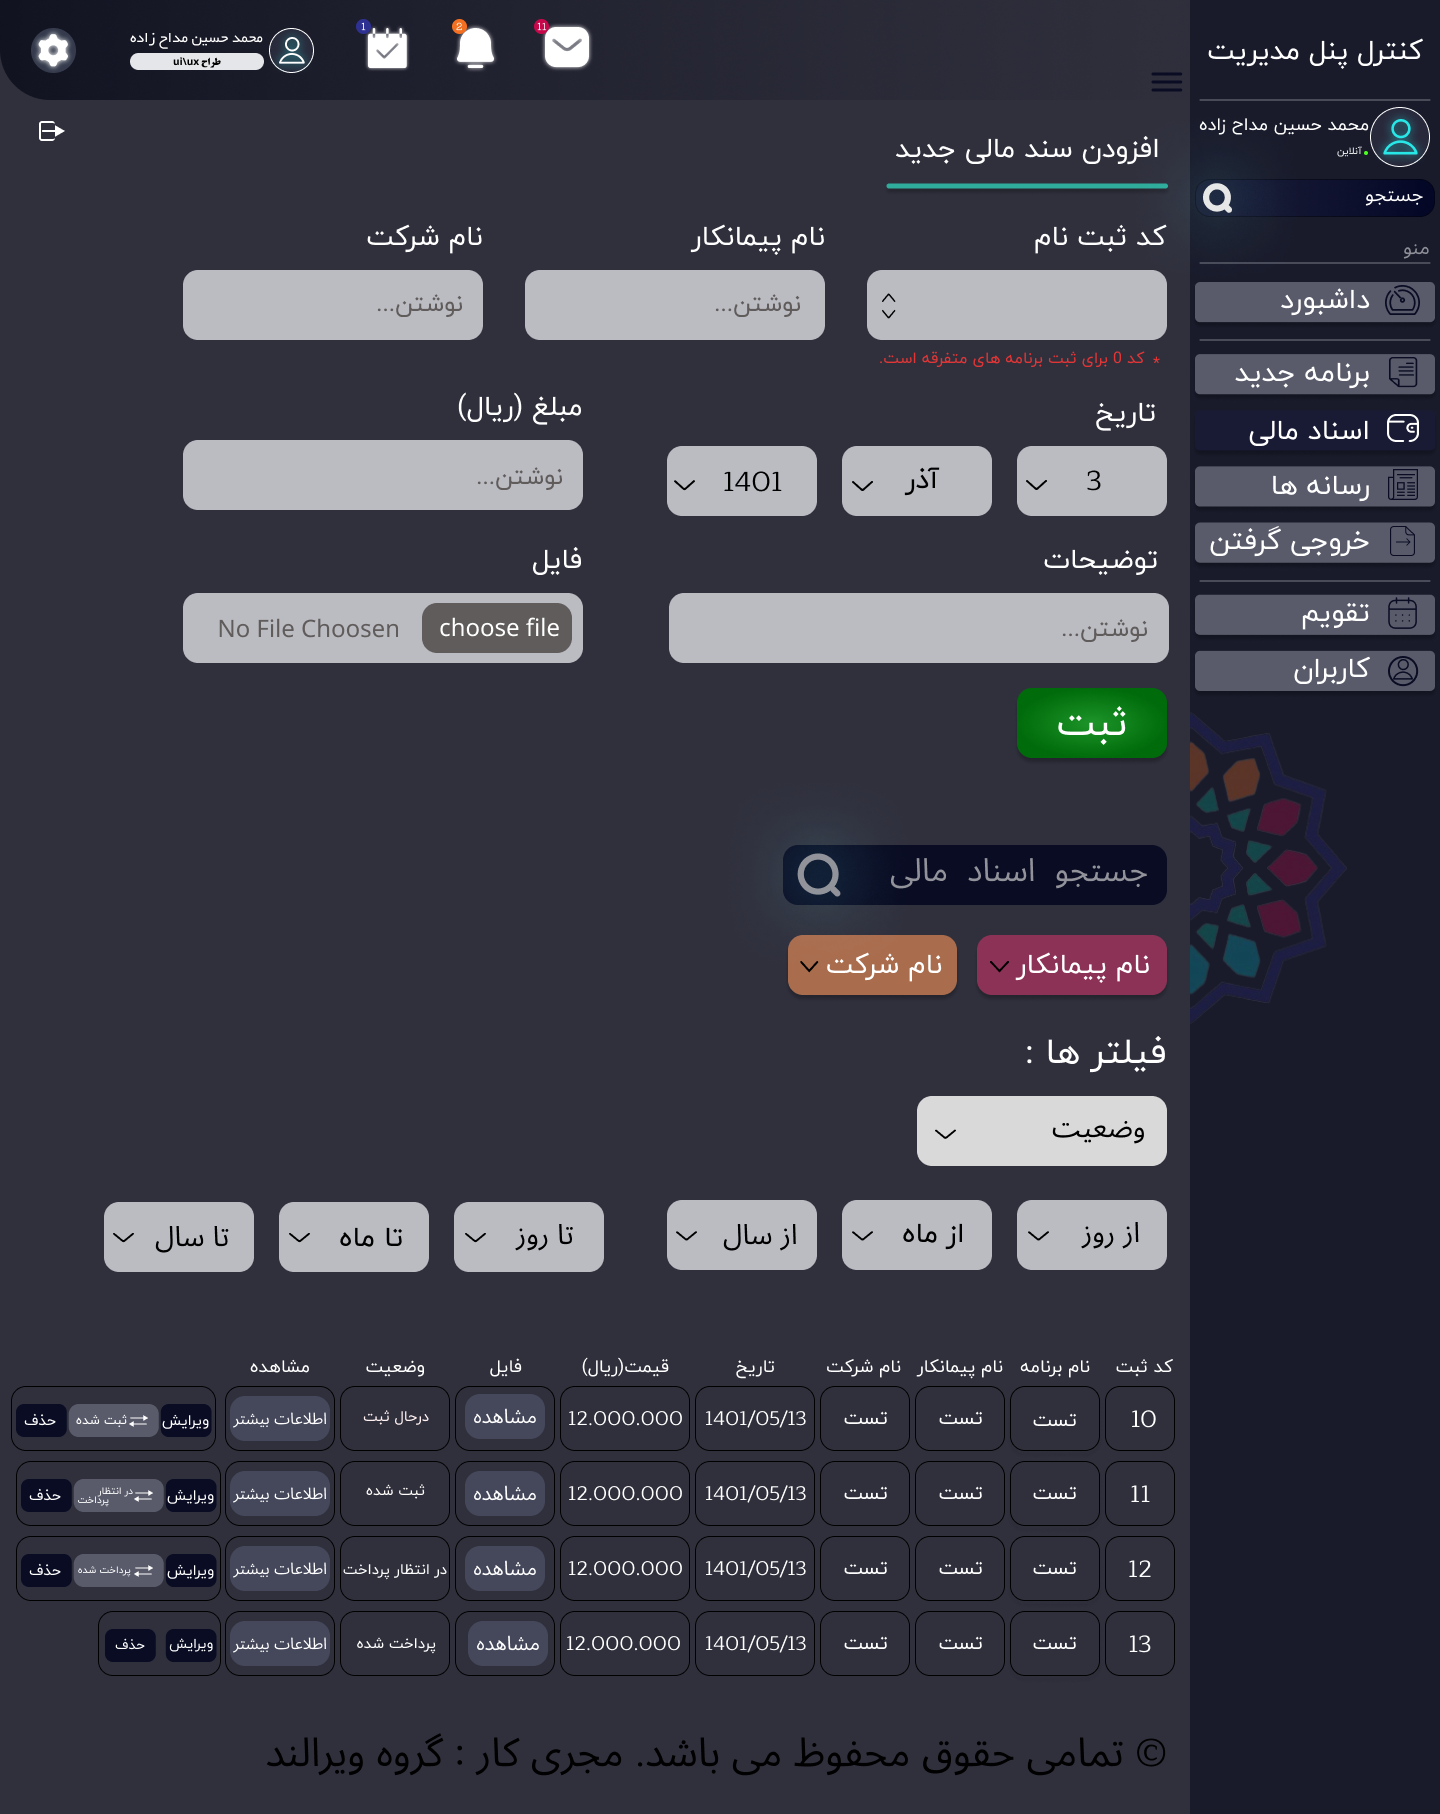 کنترل پنل مدیریت
محمد حسین مداح زاده
آنلاین
جستجو
منو
داشبورد
برنامه جدید
اسناد مالی
رسانه ها
خروجی گرفتن
تقویم
کاربران
11
2
1
محمد حسین مداح زاده
طراح ui\ux
افزودن سند مالی جدید
کد ثبت نام
نام پیمانکار
نام شرکت
نوشتن...
نوشتن...
* کد 0 برای ثبت برنامه های متفرقه است.
تاریخ
مبلغ (ریال)
3
آذر
1401
نوشتن...
توضیحات
فایل
نوشتن...
choose file
No File Choosen
ثبت
جستجو اسناد مالی
نام پیمانکار
نام شرکت
فیلتر ها :
وضعیت
از روز
از ماه
از سال
تا روز
تا ماه
تا سال
کد ثبت نام برنامه نام پیمانکار نام شرکت تاریخ قیمت(ریال) فایل وضعیت مشاهده
10 تست تست تست 1401/05/13 12.000.000 مشاهده درحال ثبت اطلاعات بیشتر ویرایش ثبت شده حذف
11 تست تست تست 1401/05/13 12.000.000 مشاهده ثبت شده اطلاعات بیشتر ویرایش در انتظار پرداخت حذف
12 تست تست تست 1401/05/13 12.000.000 مشاهده در انتظار پرداخت اطلاعات بیشتر ویرایش پرداخت شده حذف
13 تست تست تست 1401/05/13 12.000.000 مشاهده پرداخت شده اطلاعات بیشتر ویرایش حذف
© تمامی حقوق محفوظ می باشد. مجری کار : گروه ویرالند